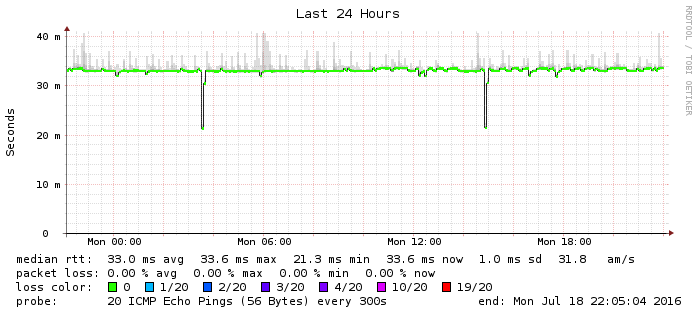 Last 24 Hours
RRDTOOL / TOBI OETIKER
Seconds
40 m
30 m
20 m
10 m
0
Mon 00:00 Mon 06:00 Mon 12:00 Mon 18:00
median rtt: 33.0 ms avg 33.6 ms max 21.3 ms min 33.6 ms now 1.0 ms sd 31.8 am/s
packet loss: 0.00 % avg 0.00 % max 0.00 % min 0.00 % now
loss color: 0 1/20 2/20 3/20 4/20 10/20 19/20
probe: 20 ICMP Echo Pings (56 Bytes) every 300s end: Mon Jul 18 22:05:04 2016